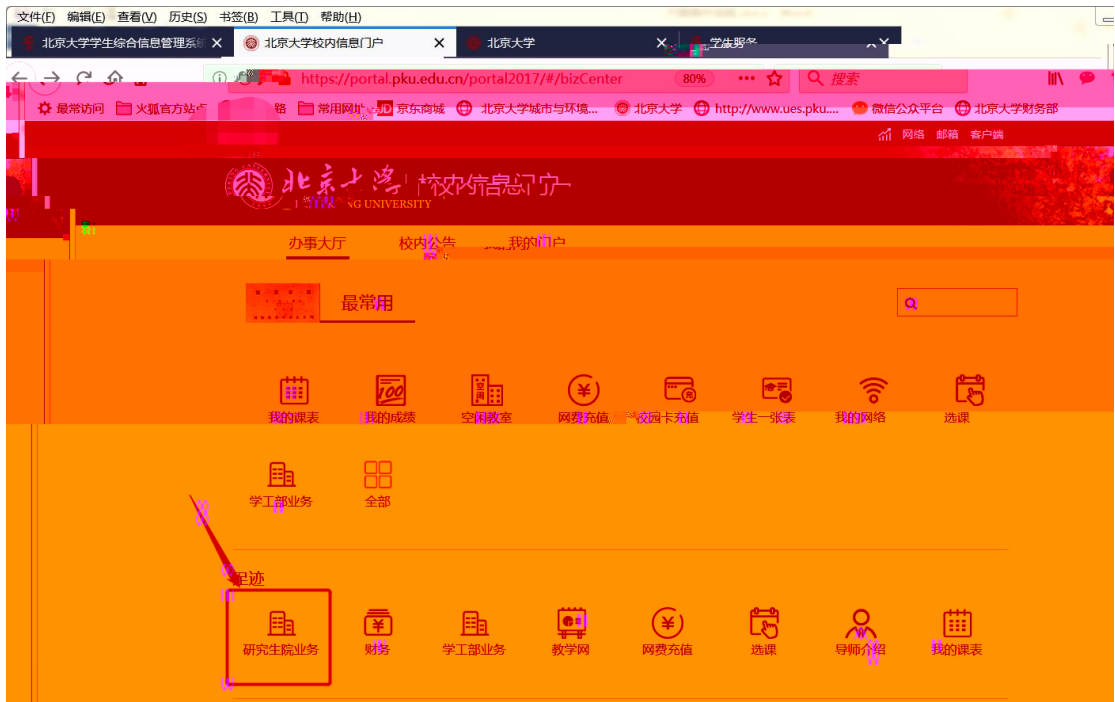 文件(F) 编辑(E) 查看(V) 历史(S) 书签(B) 工具(T) 帮助(H)
北京大学学生综合信息管理系统 北京大学校内信息门户 北京大学
https://portal.pku.edu.cn/portal2017/#/bizCenter 80% 搜索
最常访问 火狐官方站点 常用网址 京东商城 北京大学城市与环境... 北京大学 http://www.ues.pku.... 微信公众平台 北京大学财务部
网络 邮箱 客户端
北京大学 校内信息门户
NG UNIVERSITY
办事大厅 校内公告 我的门户
最常用
我的课表 我的成绩 空闲教室 网费充值 校园卡充值 学生一张表 我的网络 选课
学工部业务 全部
足迹
研究生院业务 财务 学工部业务 教学网 网费充值 选课 导师介绍 我的课表